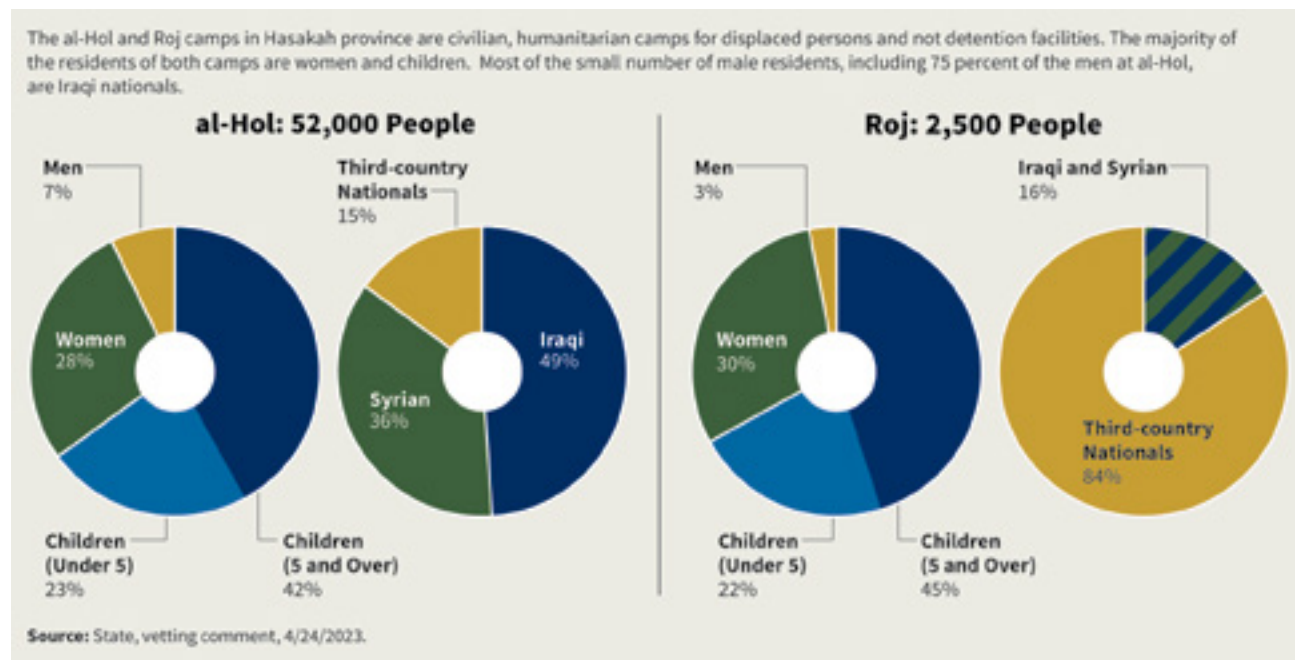 The al-Hol and Roj camps in Hasakah province are civilian, humanitarian camps for displaced persons and not detention facilities. The majority of
the residents of both camps are women and children.  Most of the small number of male residents, including 75 percent of the men at al-Hol,
are Iraqi nationals.
al-Hol: 52,000 People
Men
7%
Third-country
Nationals
15%
Women
28%
Iraqi
49%
Syrian
36%
Children
(Under 5)
23%
Children
(5 and Over)
42%
Roj: 2,500 People
Men
3%
Iraqi and Syrian
16%
Women
30%
Third-country
Nationals
84%
Children
(Under 5)
22%
Children
(5 and Over)
45%
Source: State, vetting comment, 4/24/2023.